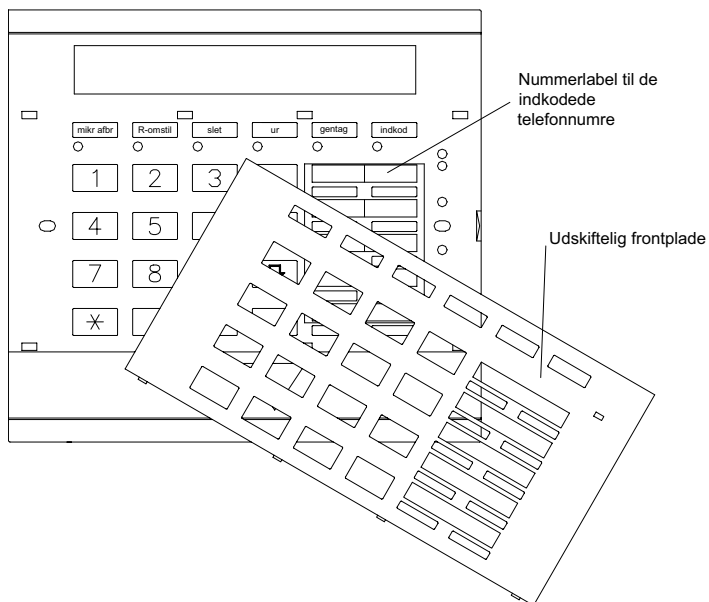 Nummerlabel til de
indkodede
telefonnumre
mikr afbr R-omstil slet ur gentag indkod
1 2 3
Udskiftelig frontplade
4 5
7 8
*